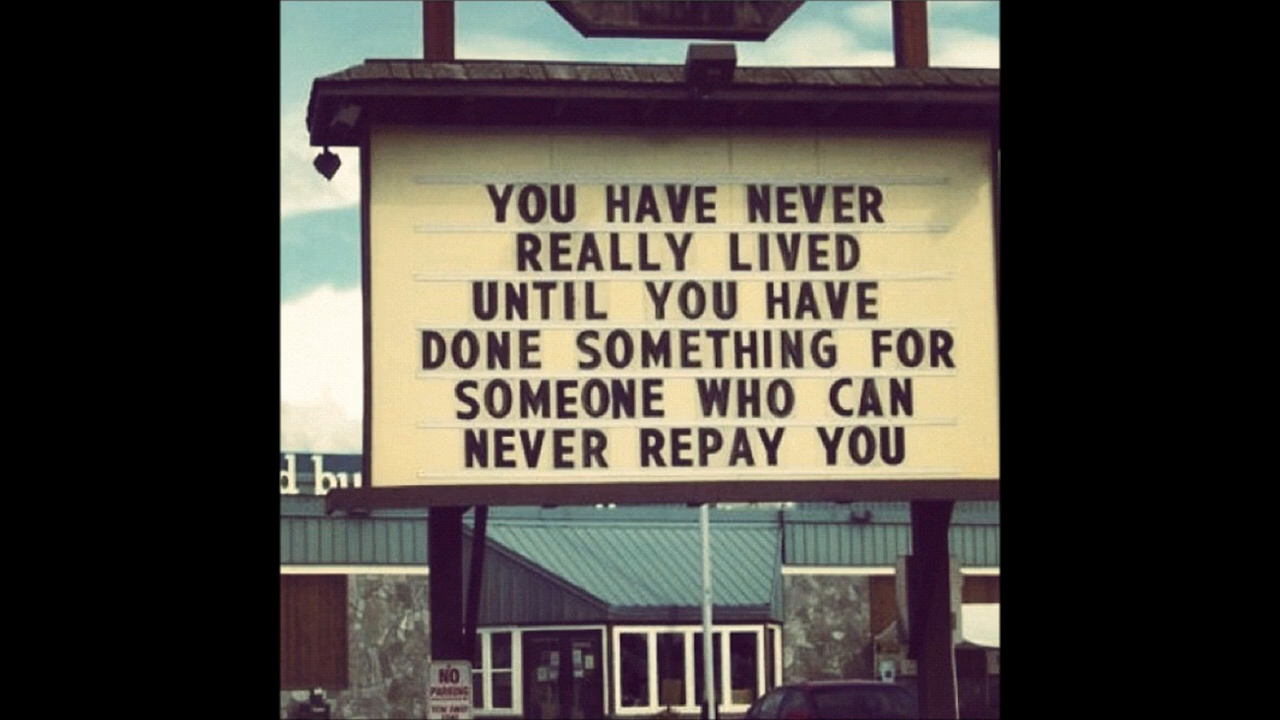 YOU HAVE NEVER
REALLY LIVED
UNTIL YOU HAVE
DONE SOMETHING FOR
SOMEONE WHO CAN
NEVER REPAY YOU
d bu
NO
PARKING